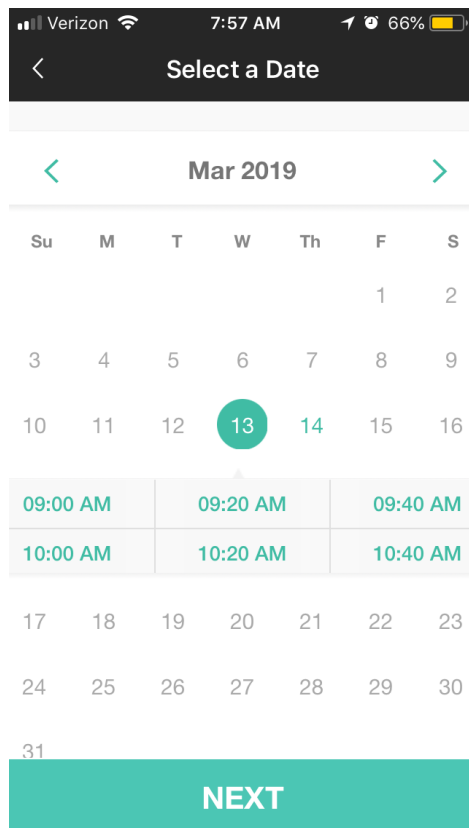 Verizon 7:57 AM 66%
Select a Date
Mar 2019
Su M T W Th F S
1 2
3 4 5 6 7 8 9
10 11 12 13 14 15 16
09:00 AM 09:20 AM 09:40 AM
10:00 AM 10:20 AM 10:40 AM
17 18 19 20 21 22 23
24 25 26 27 28 29 30
31
NEXT